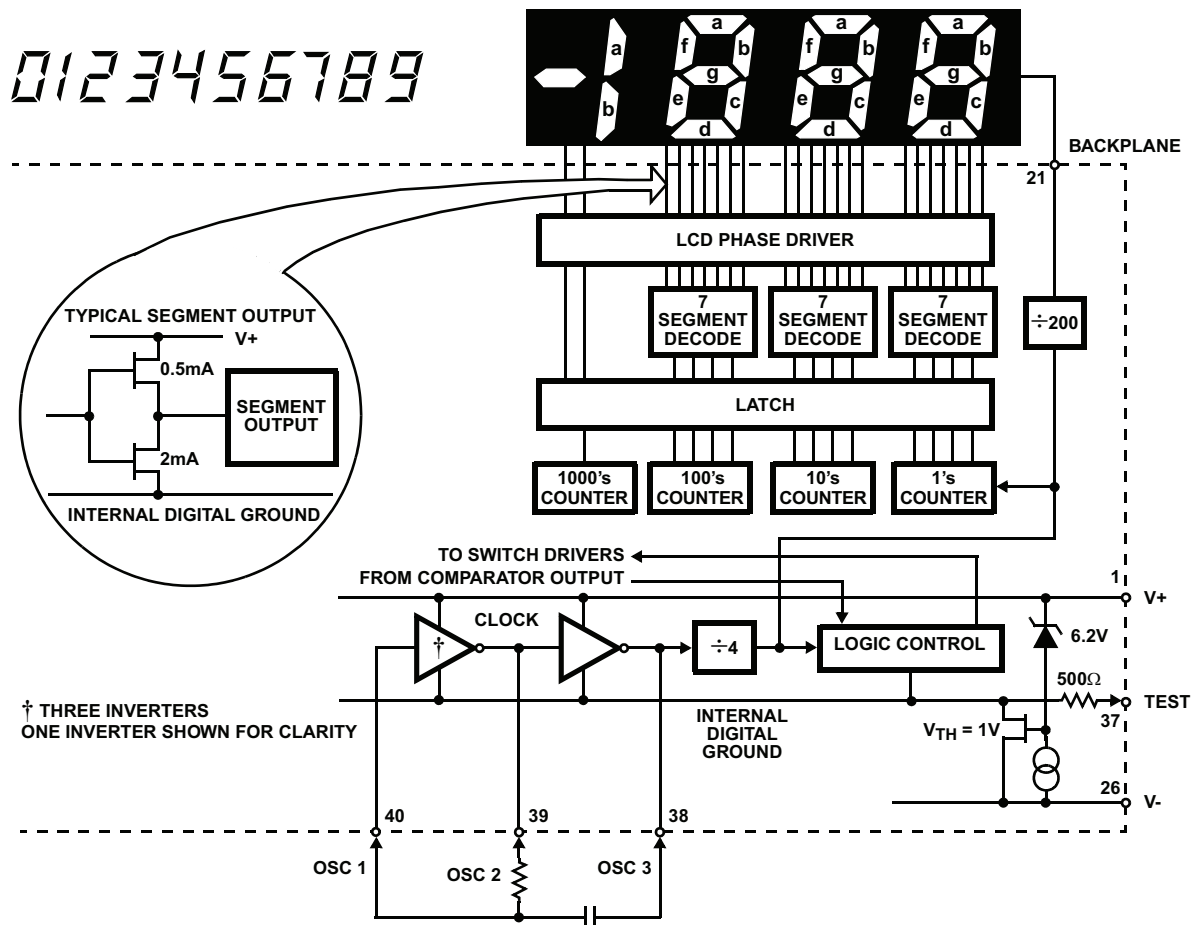 0123456789
a
b
a
f
b
g
e
c
d
a
f
b
g
e
c
d
a
f
b
g
e
c
d
BACKPLANE
21
LCD PHASE DRIVER
7
SEGMENT
DECODE
7
SEGMENT
DECODE
7
SEGMENT
DECODE
÷200
TYPICAL SEGMENT OUTPUT
V+
0.5mA
SEGMENT
OUTPUT
2mA
INTERNAL DIGITAL GROUND
LATCH
1000's
COUNTER
100's
COUNTER
10's
COUNTER
1's
COUNTER
TO SWITCH DRIVERS
FROM COMPARATOR OUTPUT
1
V+
CLOCK
†
÷4
LOGIC CONTROL
6.2V
500Ω
TEST
37
† THREE INVERTERS
ONE INVERTER SHOWN FOR CLARITY
INTERNAL
DIGITAL
GROUND
VTH = 1V
26
V-
40
39
38
OSC 1
OSC 2
OSC 3